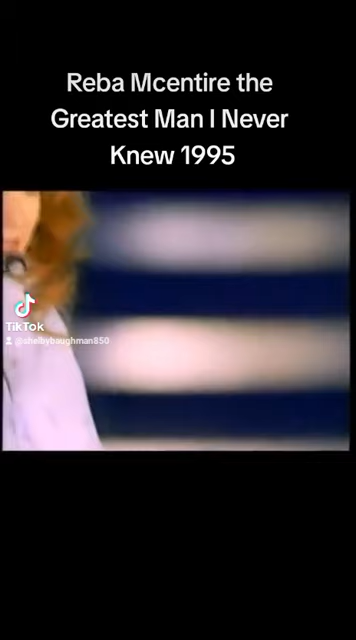 Reba Mcentire the
Greatest Man I Never
Knew 1995
TikTok
@shelbybaughman850